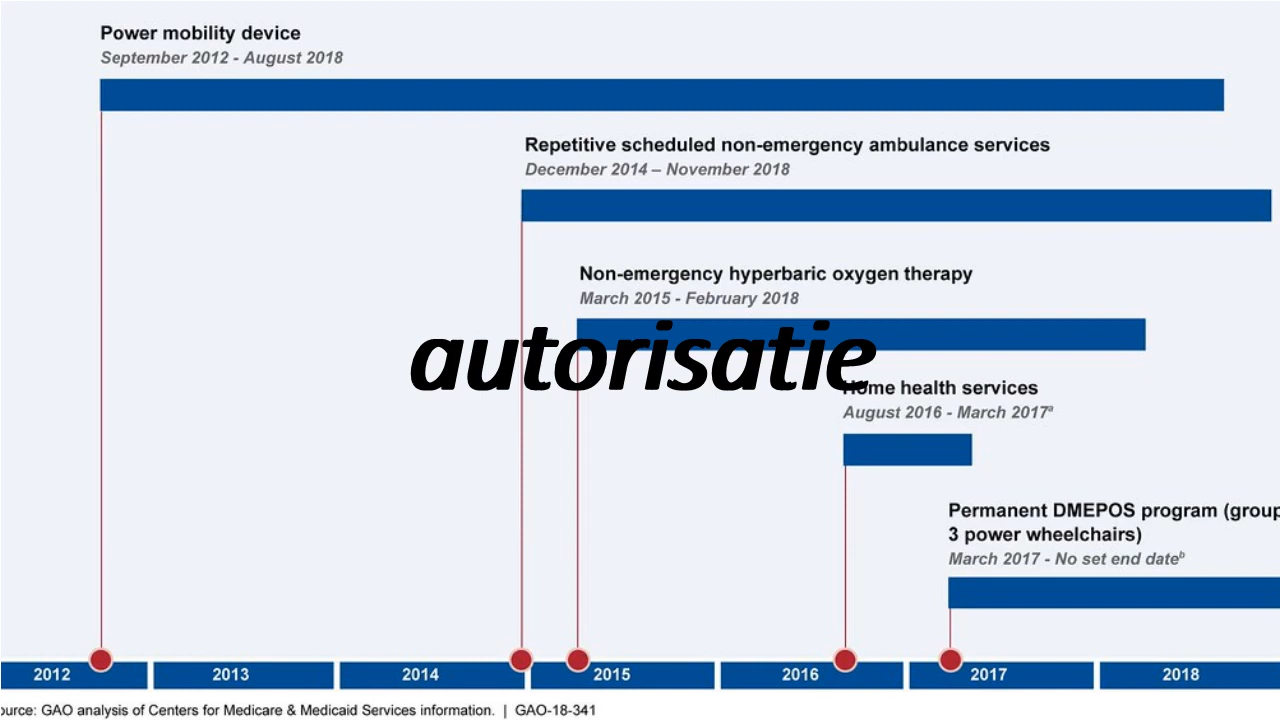 Power mobility device
September 2012 - August 2018
Repetitive scheduled non-emergency ambulance services
December 2014 – November 2018
Non-emergency hyperbaric oxygen therapy
March 2015 - February 2018
autorisatie
Home health services
August 2016 - March 2017ª
Permanent DMEPOS program (group
3 power wheelchairs)
March 2017 - No set end dateᵇ
2012 2013 2014 2015 2016 2017 2018
ource: GAO analysis of Centers for Medicare & Medicaid Services information. | GAO-18-341